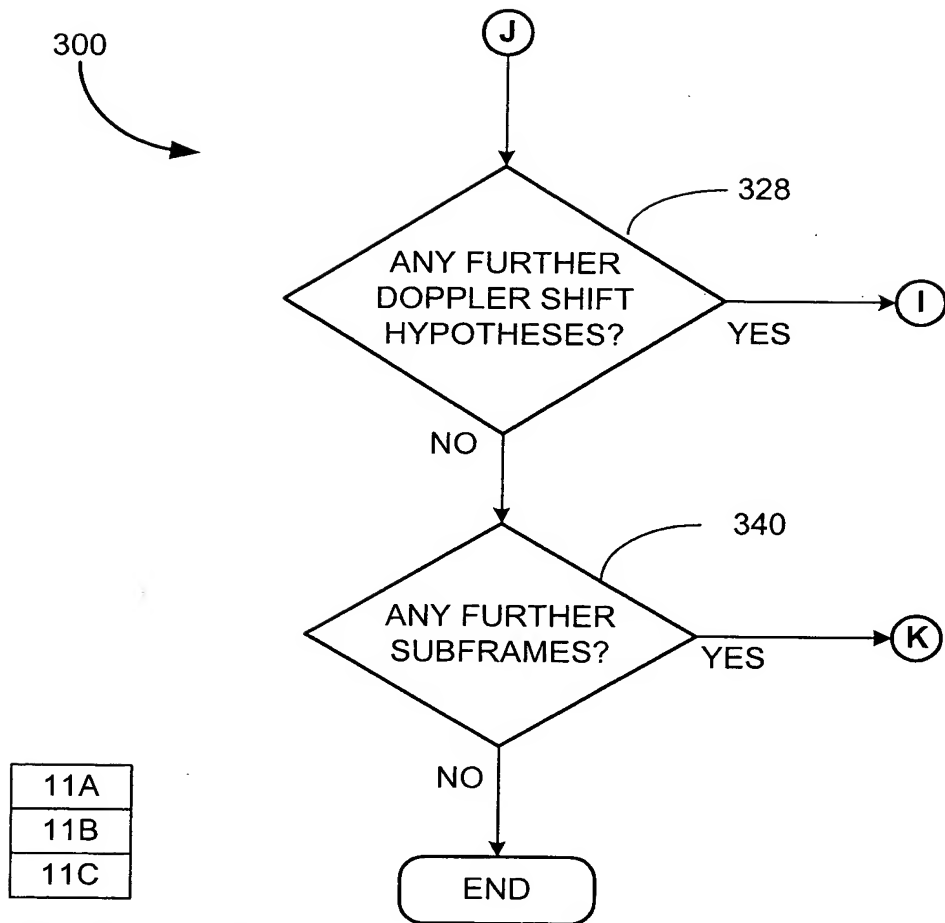 J
300
328
ANY FURTHER
DOPPLER SHIFT
HYPOTHESES?
I
YES
NO
340
ANY FURTHER
SUBFRAMES?
K
YES
NO
11A
11B
11C
END